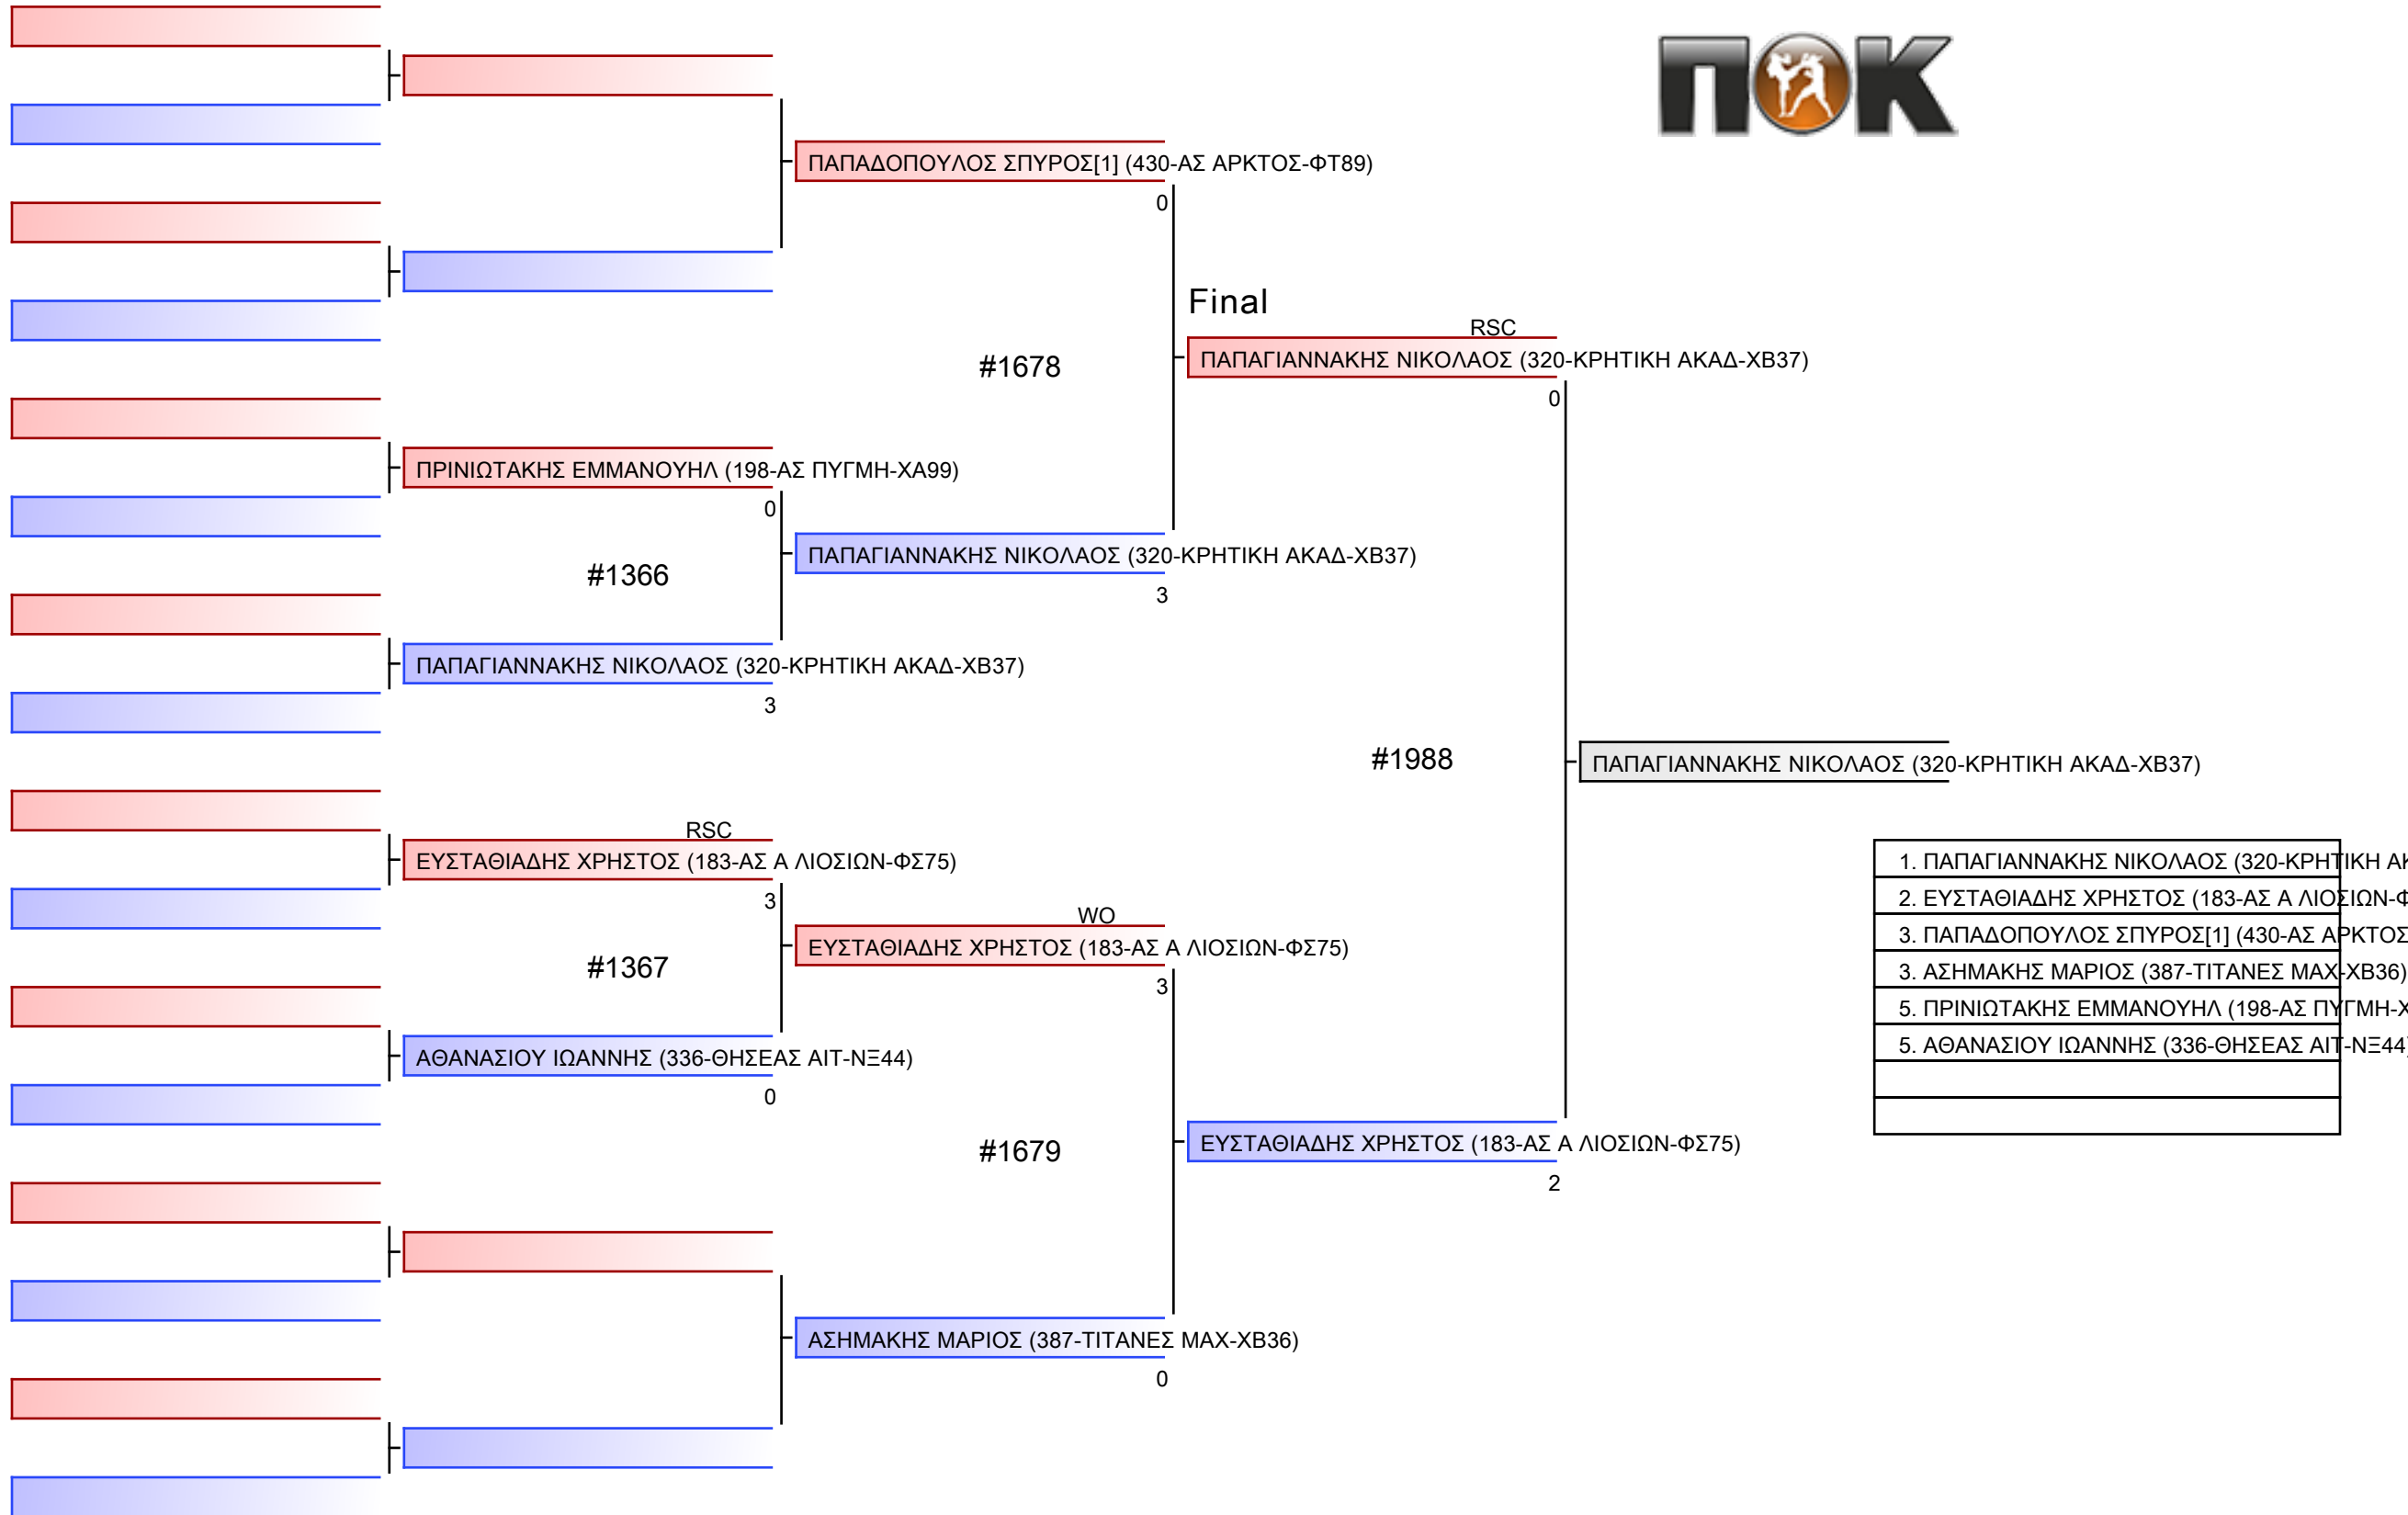 ΠΟΚ
ΠΑΠΑΔΟΠΟΥΛΟΣ ΣΠΥΡΟΣ[1] (430-ΑΣ ΑΡΚΤΟΣ-ΦΤ89)
0
Final
RSC
#1678
ΠΑΠΑΓΙΑΝΝΑΚΗΣ ΝΙΚΟΛΑΟΣ (320-ΚΡΗΤΙΚΗ ΑΚΑΔ-ΧΒ37)
0
ΠΡΙΝΙΩΤΑΚΗΣ ΕΜΜΑΝΟΥΗΛ (198-ΑΣ ΠΥΓΜΗ-ΧΑ99)
0
ΠΑΠΑΓΙΑΝΝΑΚΗΣ ΝΙΚΟΛΑΟΣ (320-ΚΡΗΤΙΚΗ ΑΚΑΔ-ΧΒ37)
#1366
3
ΠΑΠΑΓΙΑΝΝΑΚΗΣ ΝΙΚΟΛΑΟΣ (320-ΚΡΗΤΙΚΗ ΑΚΑΔ-ΧΒ37)
3
#1988
ΠΑΠΑΓΙΑΝΝΑΚΗΣ ΝΙΚΟΛΑΟΣ (320-ΚΡΗΤΙΚΗ ΑΚΑΔ-ΧΒ37)
RSC
ΕΥΣΤΑΘΙΑΔΗΣ ΧΡΗΣΤΟΣ (183-ΑΣ Α ΛΙΟΣΙΩΝ-ΦΣ75)
3
WO
ΕΥΣΤΑΘΙΑΔΗΣ ΧΡΗΣΤΟΣ (183-ΑΣ Α ΛΙΟΣΙΩΝ-ΦΣ75)
#1367
3
ΑΘΑΝΑΣΙΟΥ ΙΩΑΝΝΗΣ (336-ΘΗΣΕΑΣ ΑΙΤ-ΝΞ44)
0
#1679
ΕΥΣΤΑΘΙΑΔΗΣ ΧΡΗΣΤΟΣ (183-ΑΣ Α ΛΙΟΣΙΩΝ-ΦΣ75)
2
ΑΣΗΜΑΚΗΣ ΜΑΡΙΟΣ (387-ΤΙΤΑΝΕΣ ΜΑΧ-ΧΒ36)
0
1. ΠΑΠΑΓΙΑΝΝΑΚΗΣ ΝΙΚΟΛΑΟΣ (320-ΚΡΗΤΙΚΗ
2. ΕΥΣΤΑΘΙΑΔΗΣ ΧΡΗΣΤΟΣ (183-ΑΣ Α ΛΙΟΣΙΩΝ-Φ
3. ΠΑΠΑΔΟΠΟΥΛΟΣ ΣΠΥΡΟΣ[1] (430-ΑΣ ΑΡΚΤΟΣ
3. ΑΣΗΜΑΚΗΣ ΜΑΡΙΟΣ (387-ΤΙΤΑΝΕΣ ΜΑΧ-ΧΒ36)
5. ΠΡΙΝΙΩΤΑΚΗΣ ΕΜΜΑΝΟΥΗΛ (198-ΑΣ ΠΥΓΜΗ-Χ
5. ΑΘΑΝΑΣΙΟΥ ΙΩΑΝΝΗΣ (336-ΘΗΣΕΑΣ ΑΙΤ-ΝΞ44)